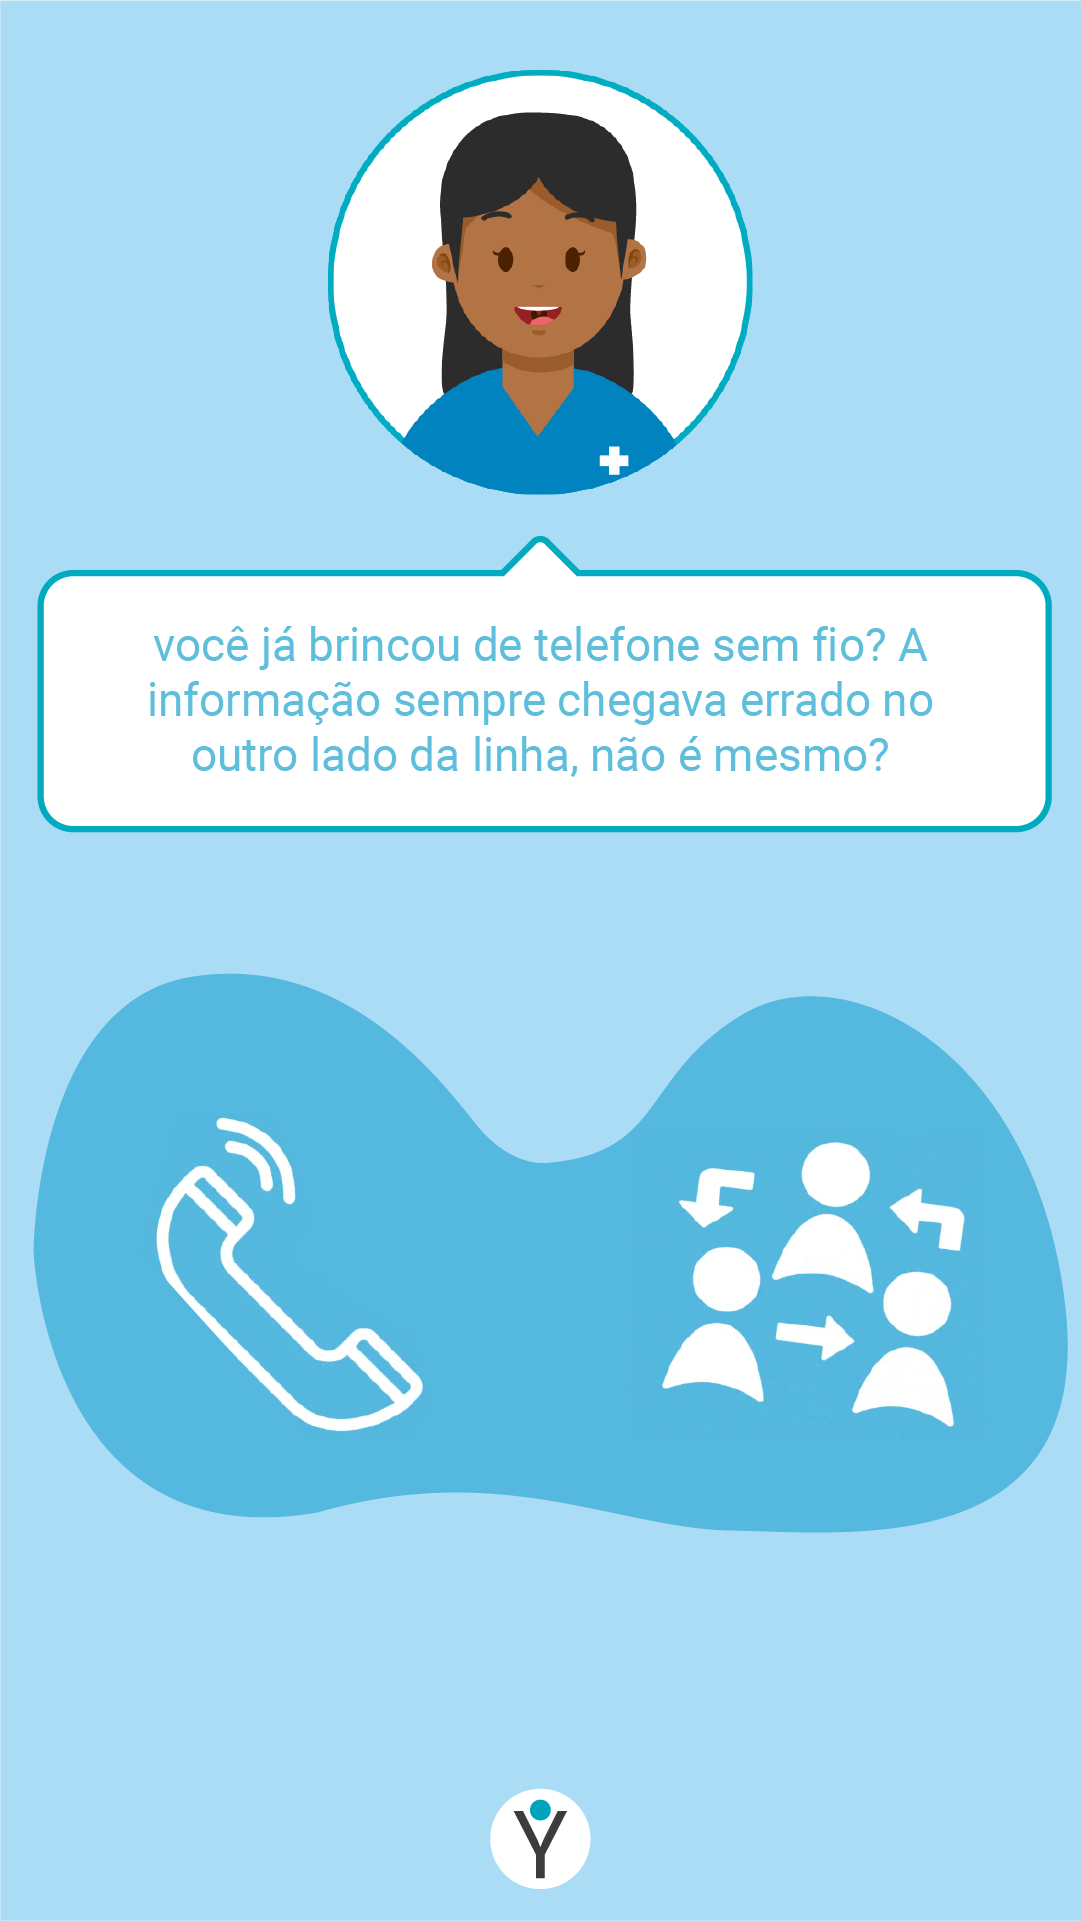 você já brincou de telefone sem fio? A
informação sempre chegava errado no
outro lado da linha, não é mesmo?